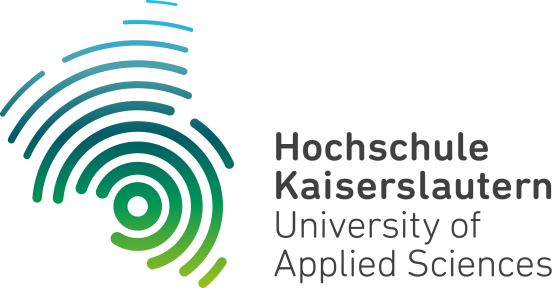 Hochschule
Kaiserslautern
University of
Applied Sciences